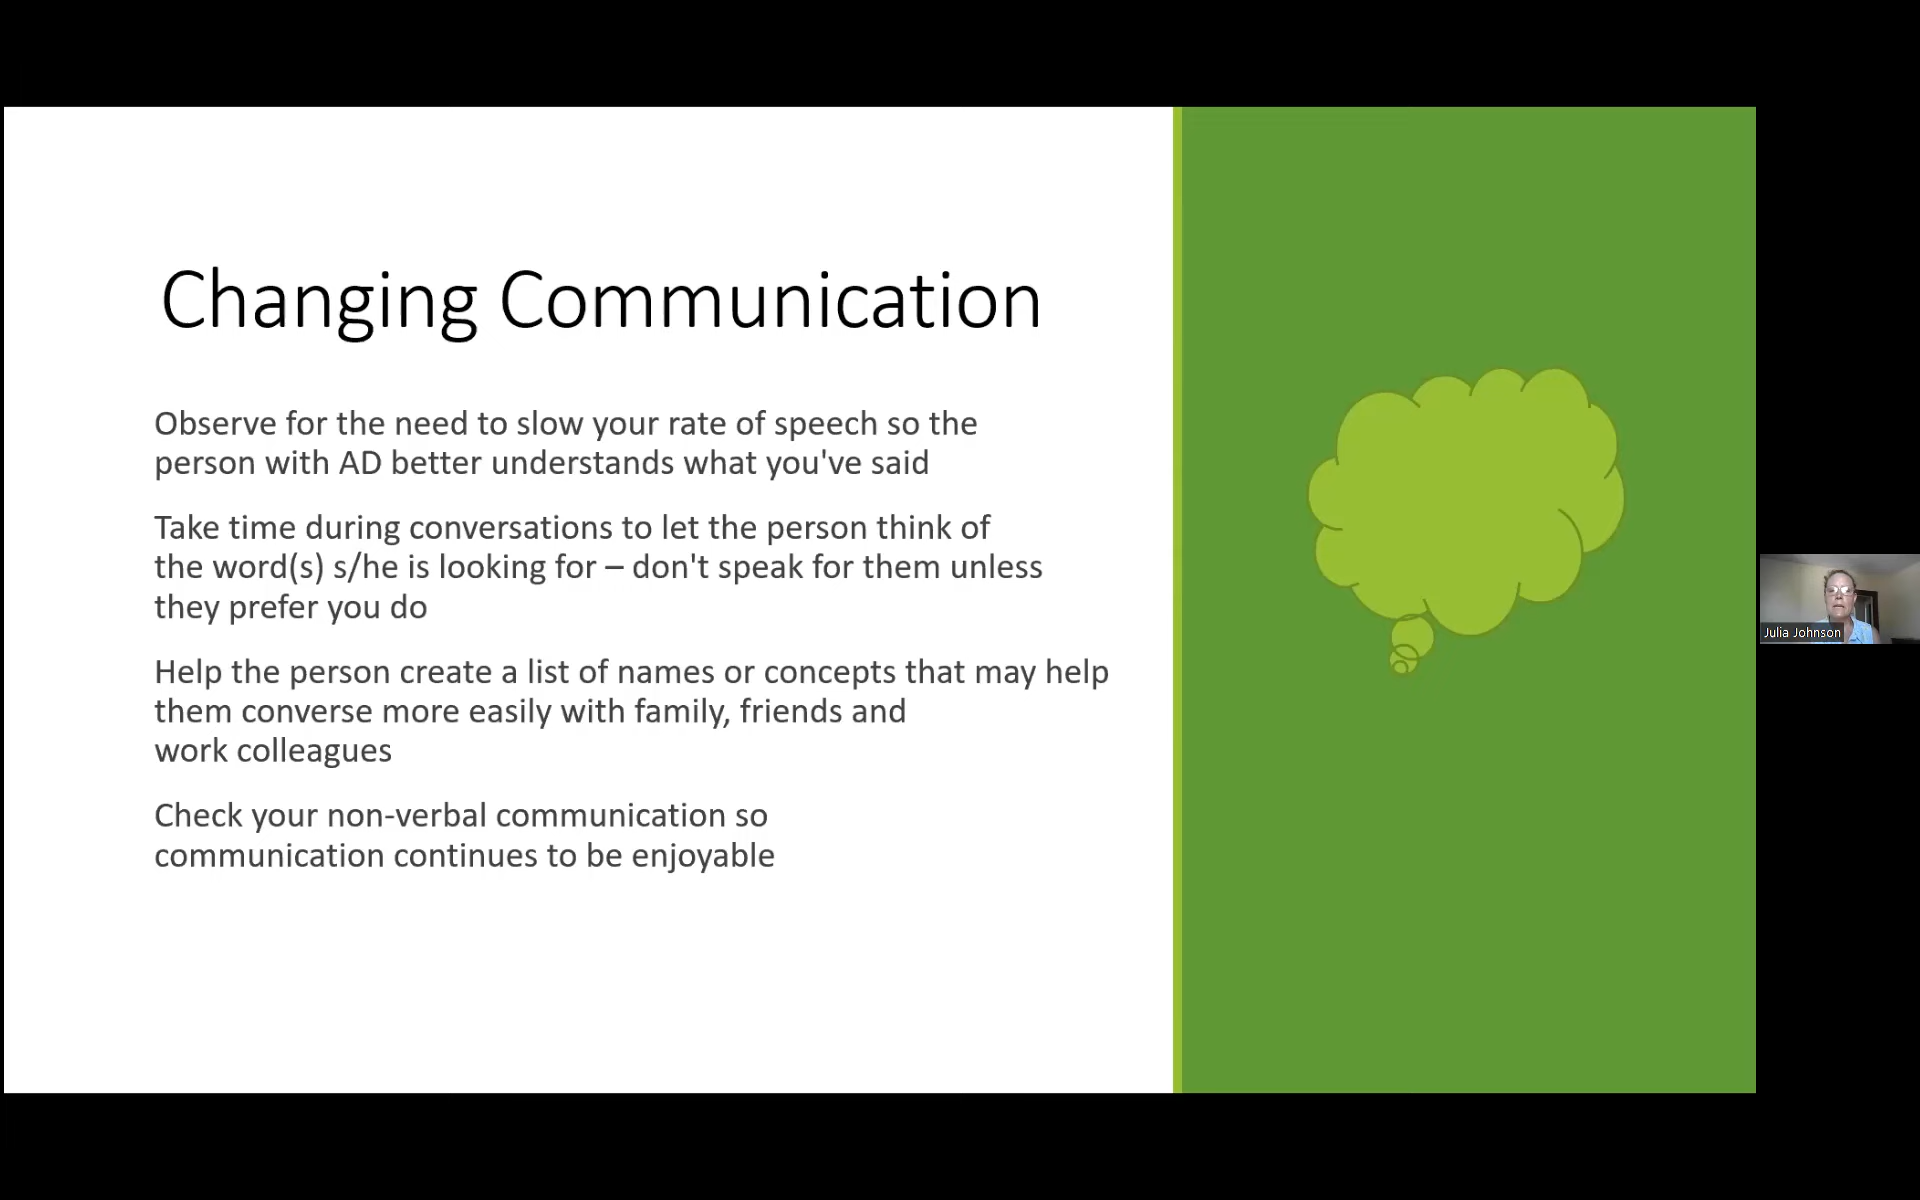 Changing Communication
Observe for the need to slow your rate of speech so the
person with AD better understands what you've said
Take time during conversations to let the person think of
the word(s) s/he is looking for – don't speak for them unless
they prefer you do
Help the person create a list of names or concepts that may help
them converse more easily with family, friends and
work colleagues
Check your non-verbal communication so
communication continues to be enjoyable
Julia Johnson